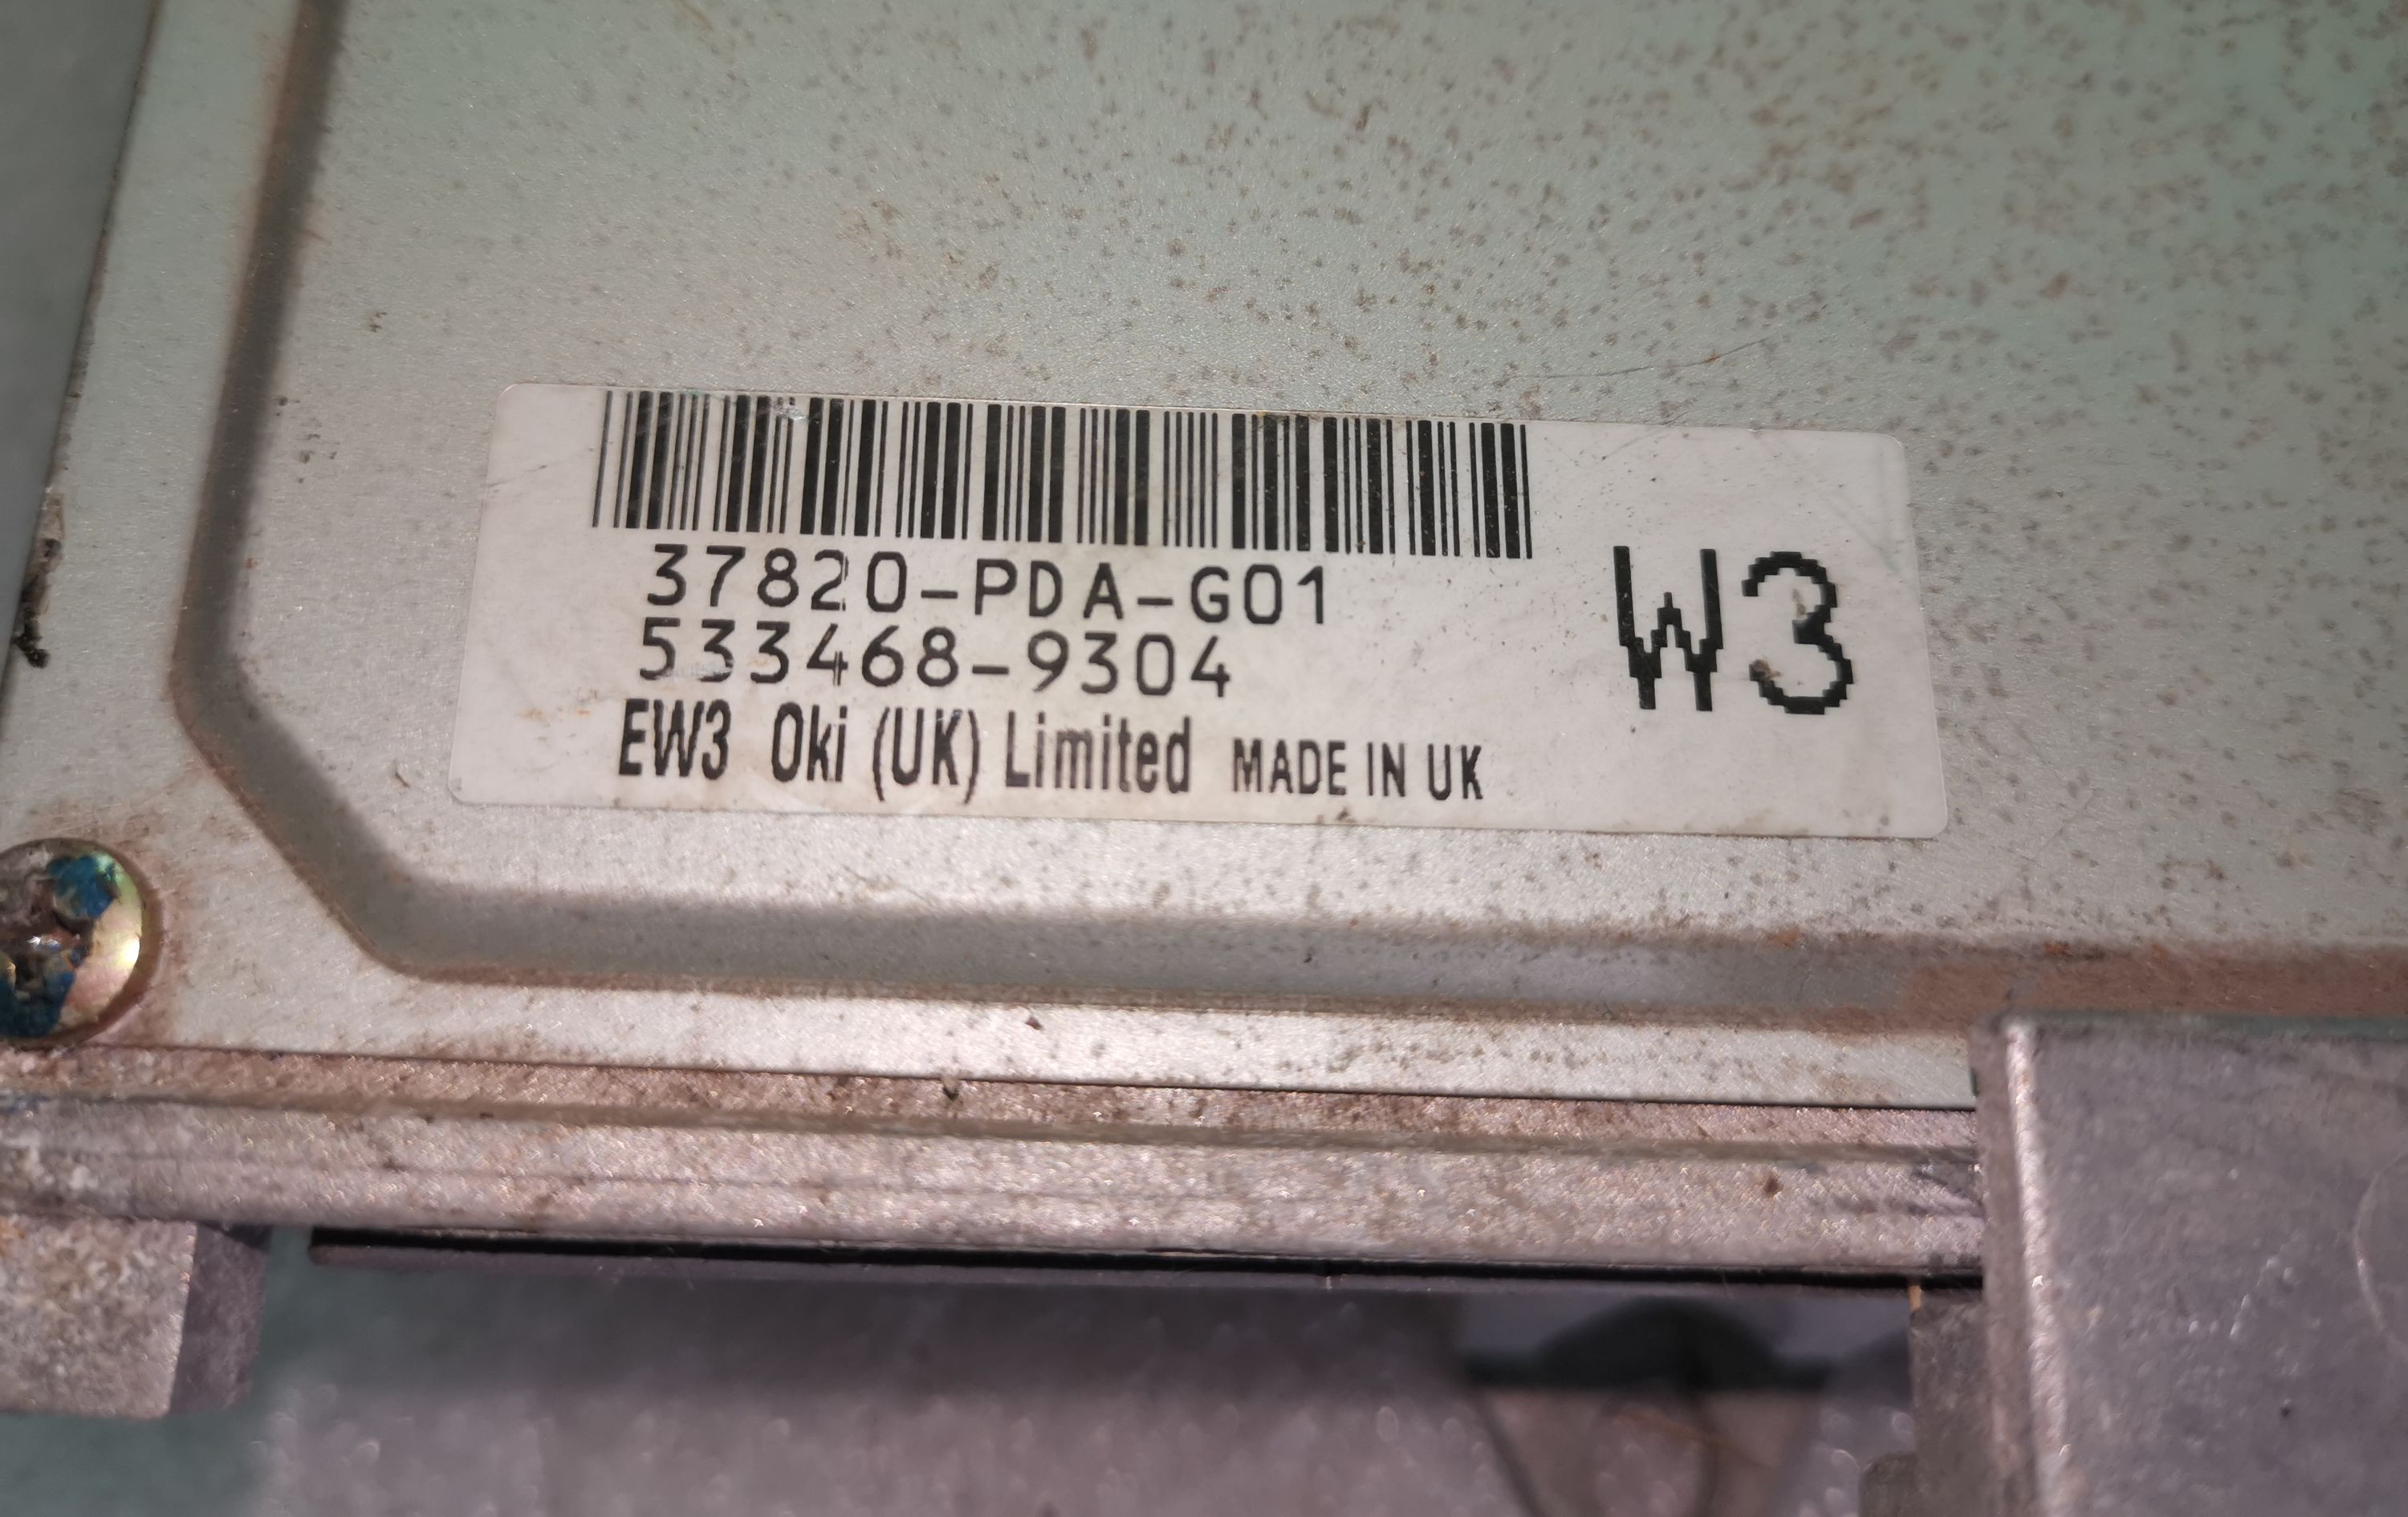 37820-PDA-G01
533468-9304
W3
EW3 Oki (UK) Limited MADE IN UK